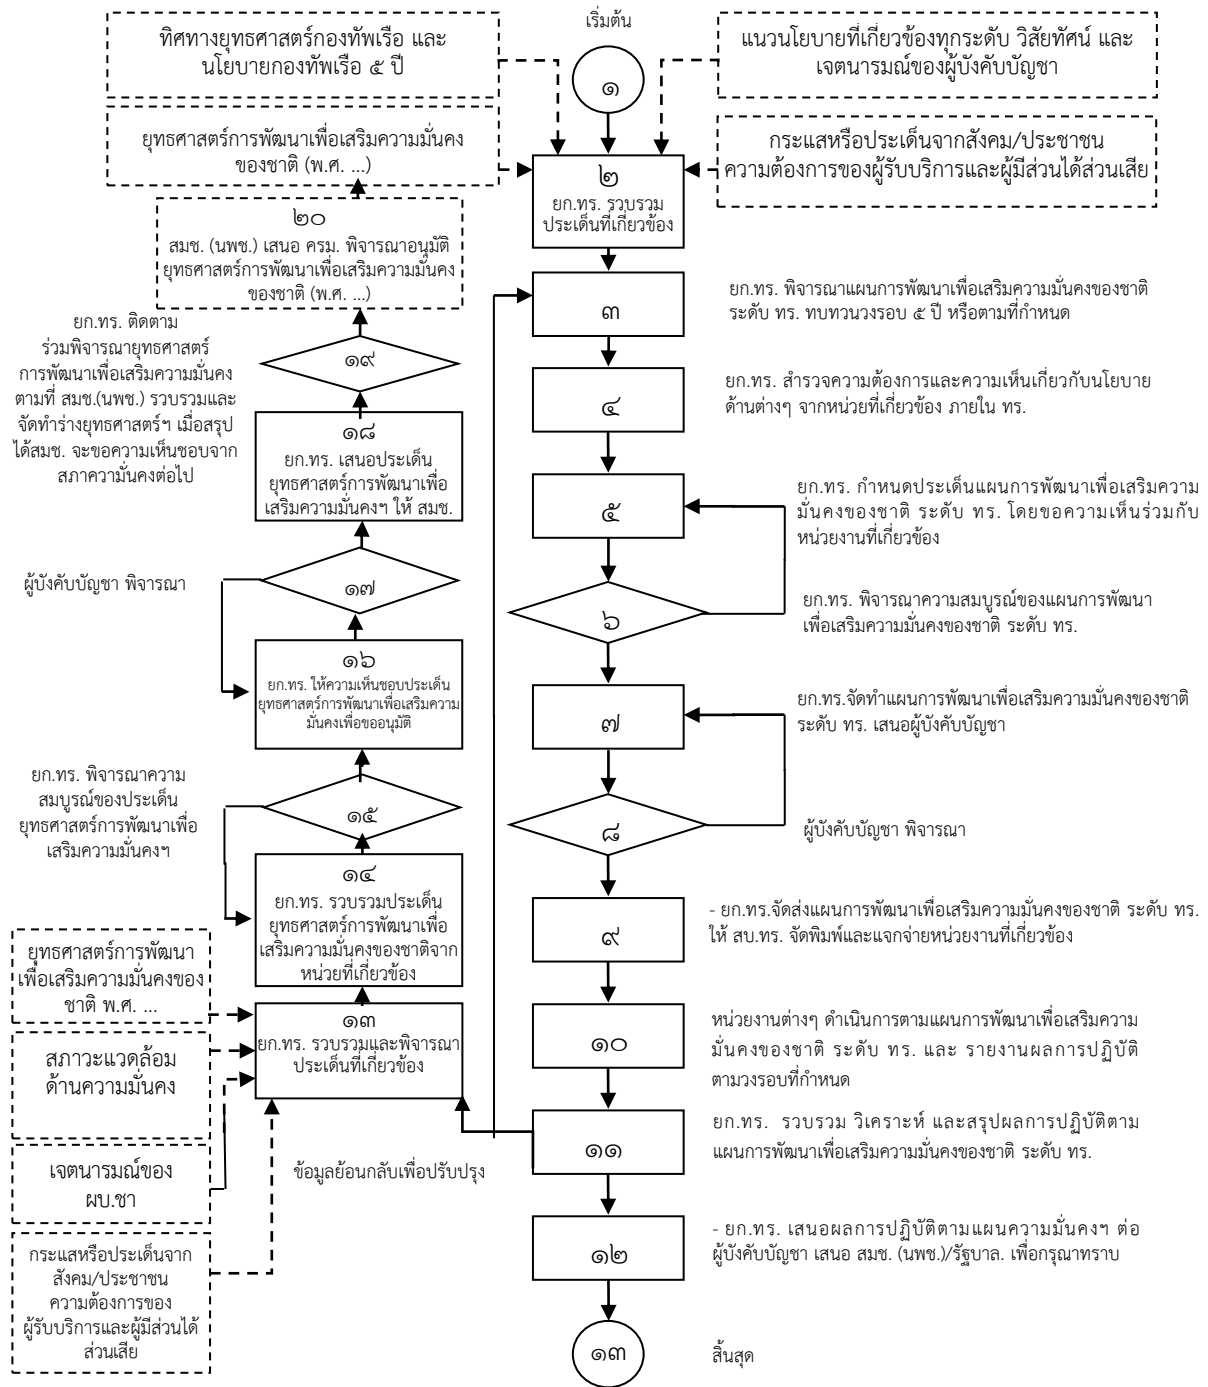 เริ่มต้น
๑
ทิศทางยุทธศาสตร์กองทัพเรือ และ
นโยบายกองทัพเรือ ๕ ปี
แนวนโยบายที่เกี่ยวข้องทุกระดับ วิสัยทัศน์ และ
เจตนารมณ์ของผู้บังคับบัญชา
ยุทธศาสตร์การพัฒนาเพื่อเสริมความมั่นคง
ของชาติ (พ.ศ. ...)
กระแสหรือประเด็นจากสังคม/ประชาชน
ความต้องการของผู้รับบริการและผู้มีส่วนได้ส่วนเสีย
๒
ยก.ทร. รวบรวม
ประเด็นที่เกี่ยวข้อง
๓
ยก.ทร. พิจารณาแผนการพัฒนาเพื่อเสริมความมั่นคงของชาติ
ระดับ ทร. ทบทวนวงรอบ ๕ ปี หรือตามที่กำหนด
๔
ยก.ทร. สำรวจความต้องการและความเห็นเกี่ยวกับนโยบาย
ด้านต่างๆ จากหน่วยที่เกี่ยวข้อง ภายใน ทร.
๕
ยก.ทร. กำหนดประเด็นแผนการพัฒนาเพื่อเสริมความ
มั่นคงของชาติ ระดับ ทร. โดยขอความเห็นร่วมกับ
หน่วยงานที่เกี่ยวข้อง
๖
ยก.ทร. พิจารณาความสมบูรณ์ของแผนการพัฒนา
เพื่อเสริมความมั่นคงของชาติ ระดับ ทร.
๗
ยก.ทร.จัดทำแผนการพัฒนาเพื่อเสริมความมั่นคงของชาติ
ระดับ ทร. เสนอผู้บังคับบัญชา
๘
ผู้บังคับบัญชา พิจารณา
๙
- ยก.ทร.จัดส่งแผนการพัฒนาเพื่อเสริมความมั่นคงของชาติ ระดับ ทร.
ให้ สบ.ทร. จัดพิมพ์และแจกจ่ายหน่วยงานที่เกี่ยวข้อง
๑๐
หน่วยงานต่างๆ ดำเนินการตามแผนการพัฒนาเพื่อเสริมความ
มั่นคงของชาติ ระดับ ทร. และ รายงานผลการปฏิบัติ
ตามวงรอบที่กำหนด
๑๑
ยก.ทร. รวบรวม วิเคราะห์ และสรุปผลการปฏิบัติตาม
แผนการพัฒนาเพื่อเสริมความมั่นคงของชาติ ระดับ ทร.
๑๒
- ยก.ทร. เสนอผลการปฏิบัติตามแผนความมั่นคงฯ ต่อ
ผู้บังคับบัญชา เสนอ สมช. (นพช.)/รัฐบาล. เพื่อกรุณาทราบ
๑๓
สิ้นสุด
๒๐
สมช. (นพช.) เสนอ ครม. พิจารณาอนุมัติ
ยุทธศาสตร์การพัฒนาเพื่อเสริมความมั่นคง
ของชาติ (พ.ศ. ...)
ยก.ทร. ติดตาม
ร่วมพิจารณายุทธศาสตร์
การพัฒนาเพื่อเสริมความมั่นคง
ตามที่ สมช.(นพช.) รวบรวมและ
จัดทำร่างยุทธศาสตร์ฯ เมื่อสรุป
ได้สมช. จะขอความเห็นชอบจาก
สภาความั่นคงต่อไป
๑๙
๑๘
ยก.ทร. เสนอประเด็น
ยุทธศาสตร์การพัฒนาเพื่อ
เสริมความมั่นคงฯ ให้ สมช.
๑๗
ผู้บังคับบัญชา พิจารณา
๑๖
ยก.ทร. ให้ความเห็นชอบประเด็น
ยุทธศาสตร์การพัฒนาเพื่อเสริมความ
มั่นคงเพื่อขออนุมัติ
ยก.ทร. พิจารณาความ
สมบูรณ์ของประเด็น
ยุทธศาสตร์การพัฒนาเพื่อ
เสริมความมั่นคงฯ
๑๕
๑๔
ยก.ทร. รวบรวมประเด็น
ยุทธศาสตร์การพัฒนาเพื่อ
เสริมความมั่นคงของชาติจาก
หน่วยที่เกี่ยวข้อง
ยุทธศาสตร์การพัฒนา
เพื่อเสริมความมั่นคงของ
ชาติ พ.ศ. ...
๑๓
ยก.ทร. รวบรวมและพิจารณา
ประเด็นที่เกี่ยวข้อง
สภาวะแวดล้อม
ด้านความมั่นคง
เจตนารมณ์ของ
ผบ.ชา
ข้อมูลย้อนกลับเพื่อปรับปรุง
กระแสหรือประเด็นจาก
สังคม/ประชาชน
ความต้องการของ
ผู้รับบริการและผู้มีส่วนได้
ส่วนเสีย